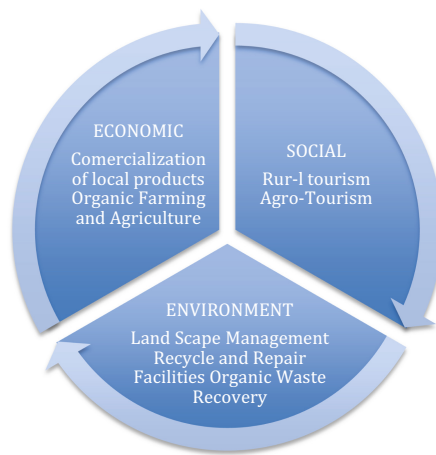 ECONOMIC
Comercialization
of local products
Organic Farming
and Agriculture
SOCIAL
Rur-l tourism
Agro-Tourism
ENVIRONMENT
Land Scape Management
Recycle and Repair
Facilities Organic Waste
Recovery